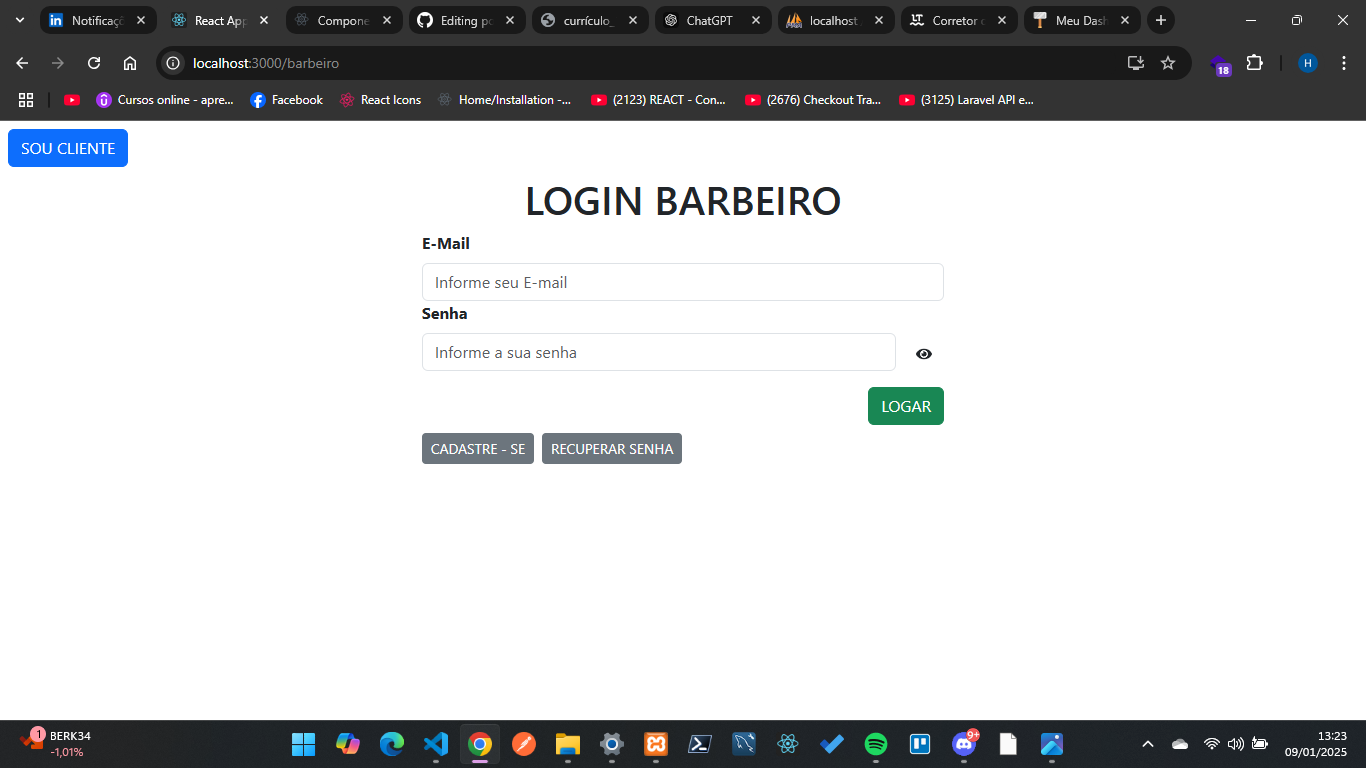 Notificaçõ
React App
Compone
Editing po
currículo_
ChatGPT
localhost
Corretor o
Meu Dash
localhost:3000/barbeiro
18
H
Cursos online - apre...
Facebook
React Icons
Home/Installation -...
(2123) REACT - Con...
(2676) Checkout Tra...
(3125) Laravel API e...
SOU CLIENTE
LOGIN BARBEIRO
E-Mail
Informe seu E-mail
Senha
Informe a sua senha
LOGAR
CADASTRE - SE
RECUPERAR SENHA
1
BERK34
-1,01%
9+
13:23
09/01/2025